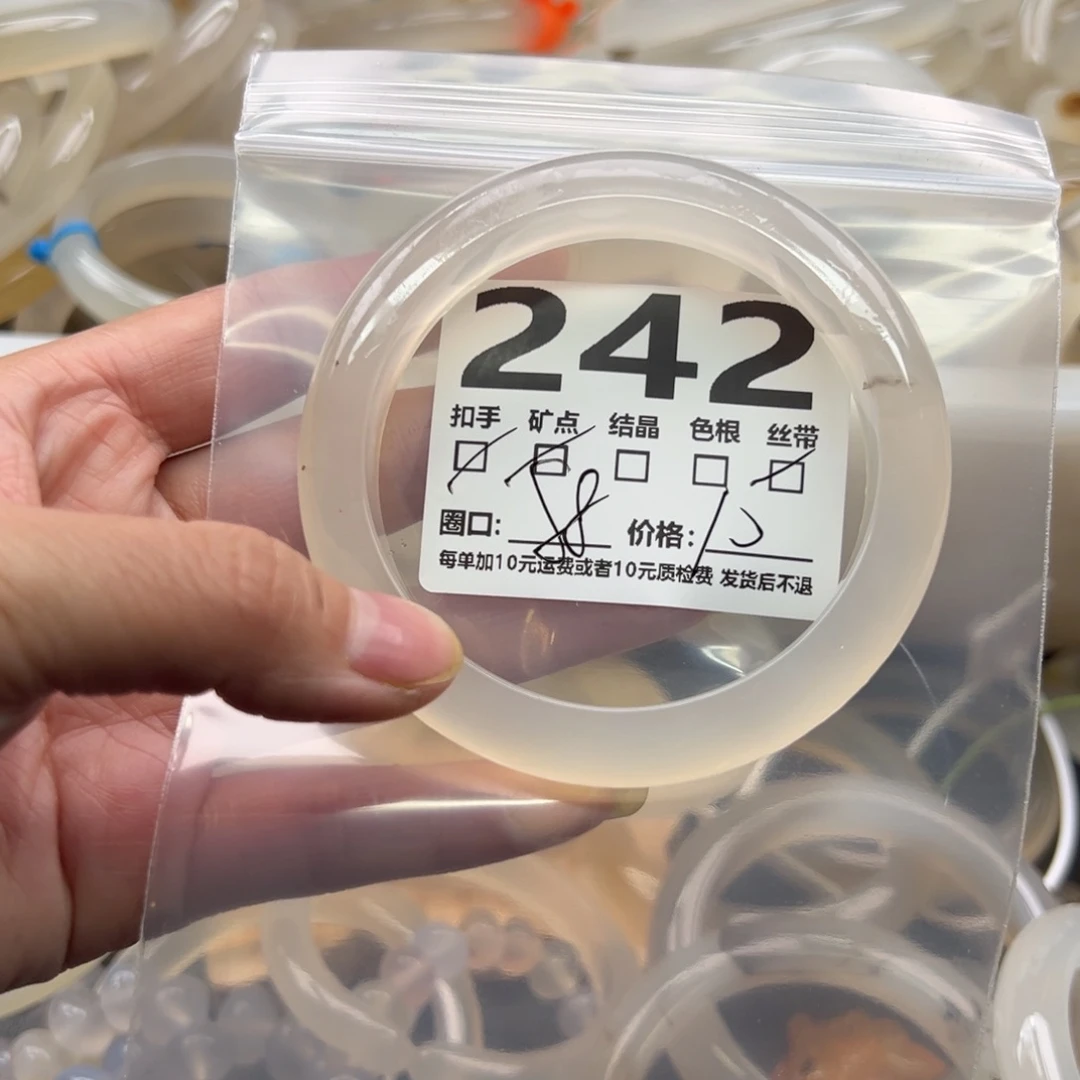 242
扣手 矿点 结晶 色根 丝带
圈口: 58 价格:
每单加10元运费或者10元质检费 发货后不退